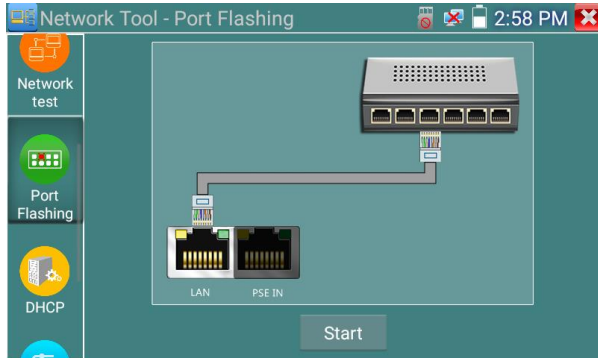 Network Tool - Port Flashing
2:58 PM
Network
test
Port
Flashing
DHCP
LAN
PSE IN
Start